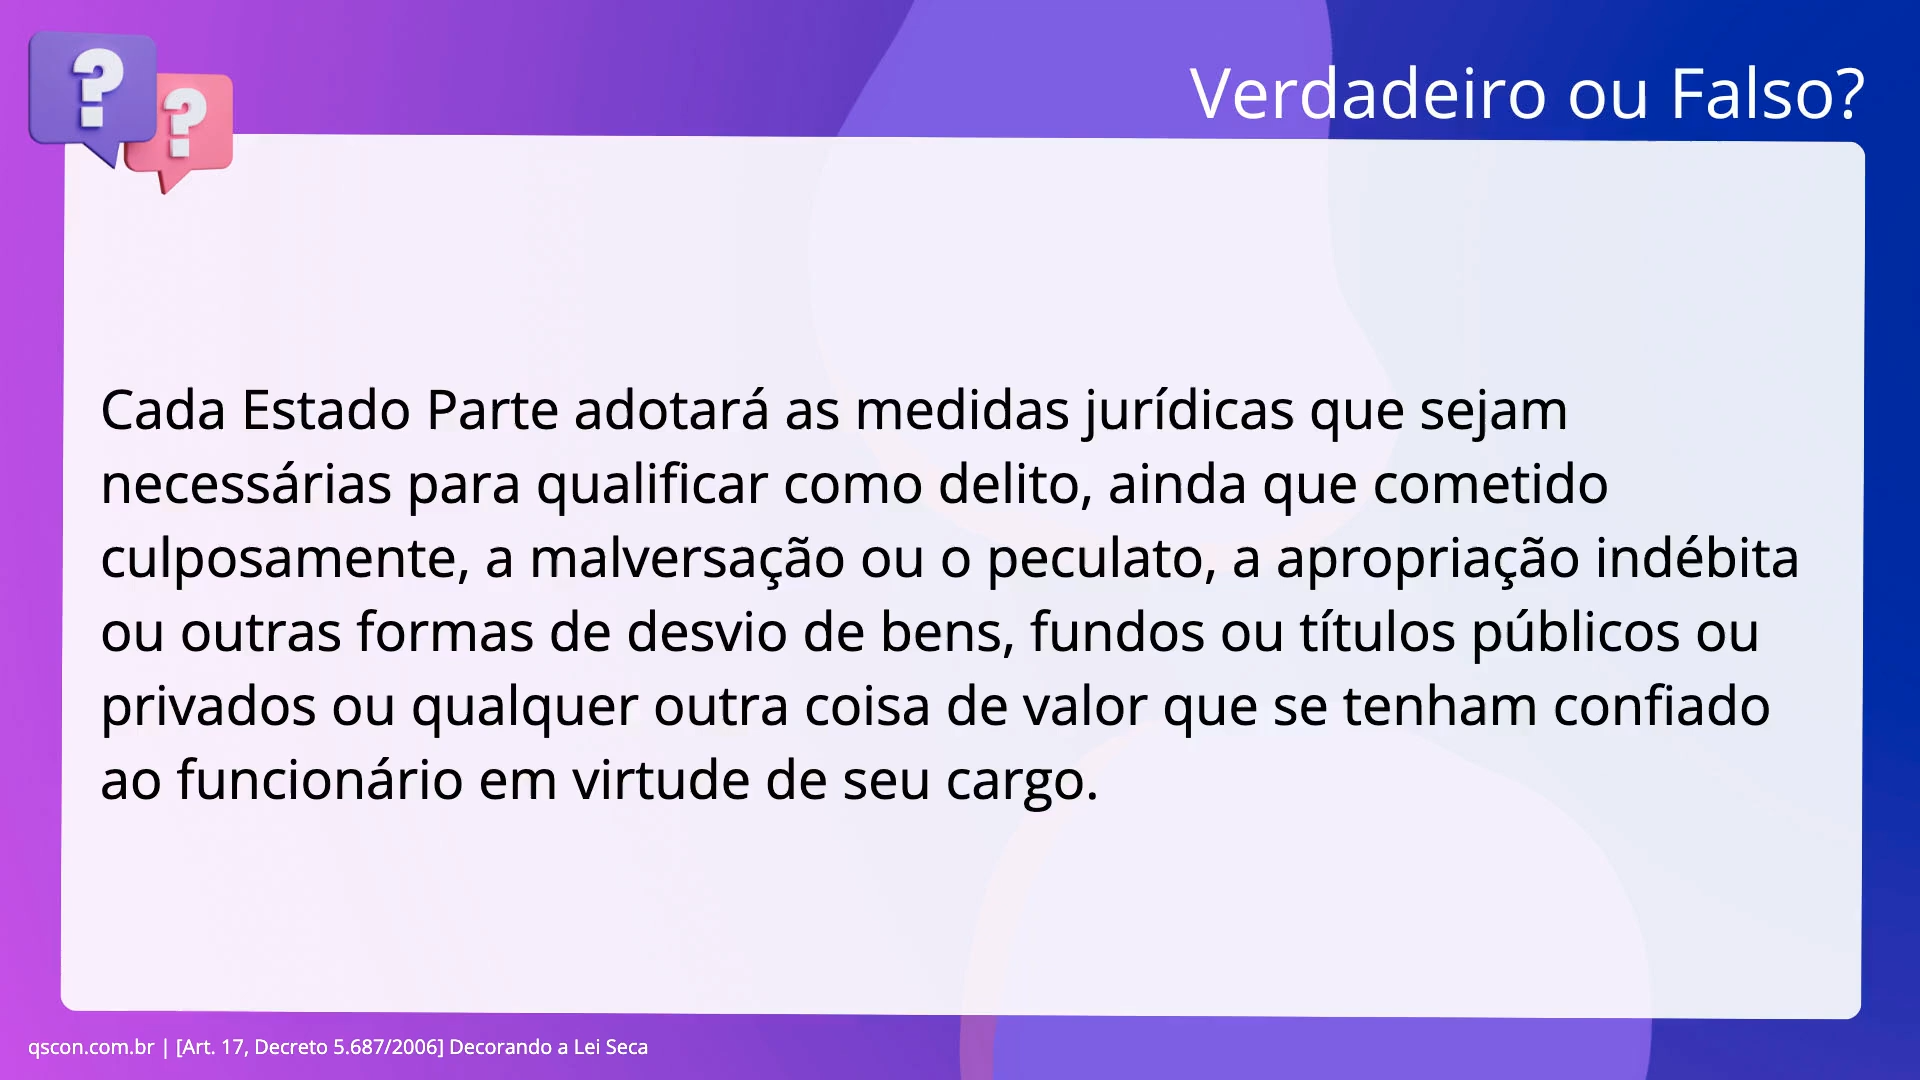 Verdadeiro ou Falso?
Cada Estado Parte adotará as medidas jurídicas que sejam
necessárias para qualificar como delito, ainda que cometido
culposamente, a malversação ou o peculato, a apropriação indébita
ou outras formas de desvio de bens, fundos ou títulos públicos ou
privados ou qualquer outra coisa de valor que se tenham confiado
ao funcionário em virtude de seu cargo.
qscon.com.br | [Art. 17, Decreto 5.687/2006] Decorando a Lei Seca